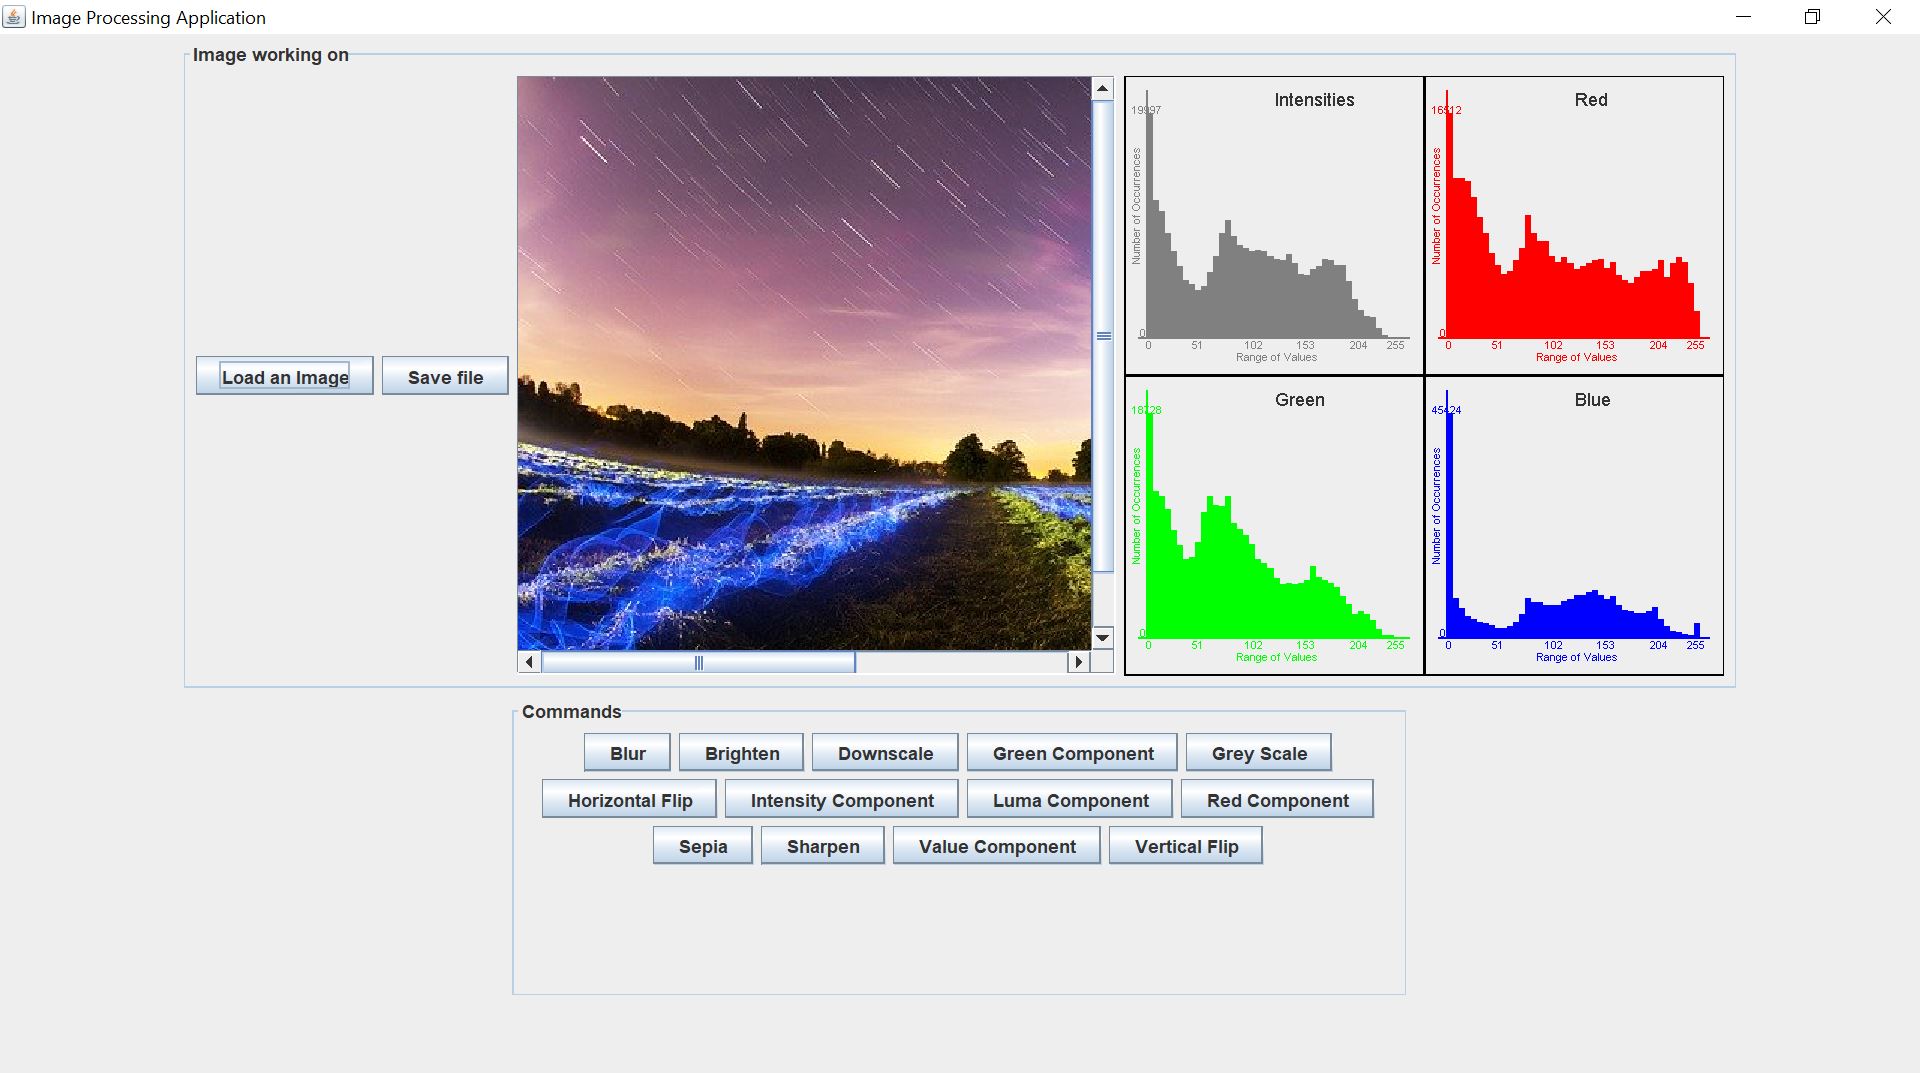 Image Processing Application
Image working on
Load an Image
Save file
Intensities
19997
Number of Occurrences
0
0 51 102 153 204 255
Range of Values
Red
16512
Number of Occurrences
0
0 51 102 153 204 255
Range of Values
Green
18728
Number of Occurrences
0
0 51 102 153 204 255
Range of Values
Blue
45424
Number of Occurrences
0
0 51 102 153 204 255
Range of Values
Commands
Blur Brighten Downscale Green Component Grey Scale
Horizontal Flip Intensity Component Luma Component Red Component
Sepia Sharpen Value Component Vertical Flip